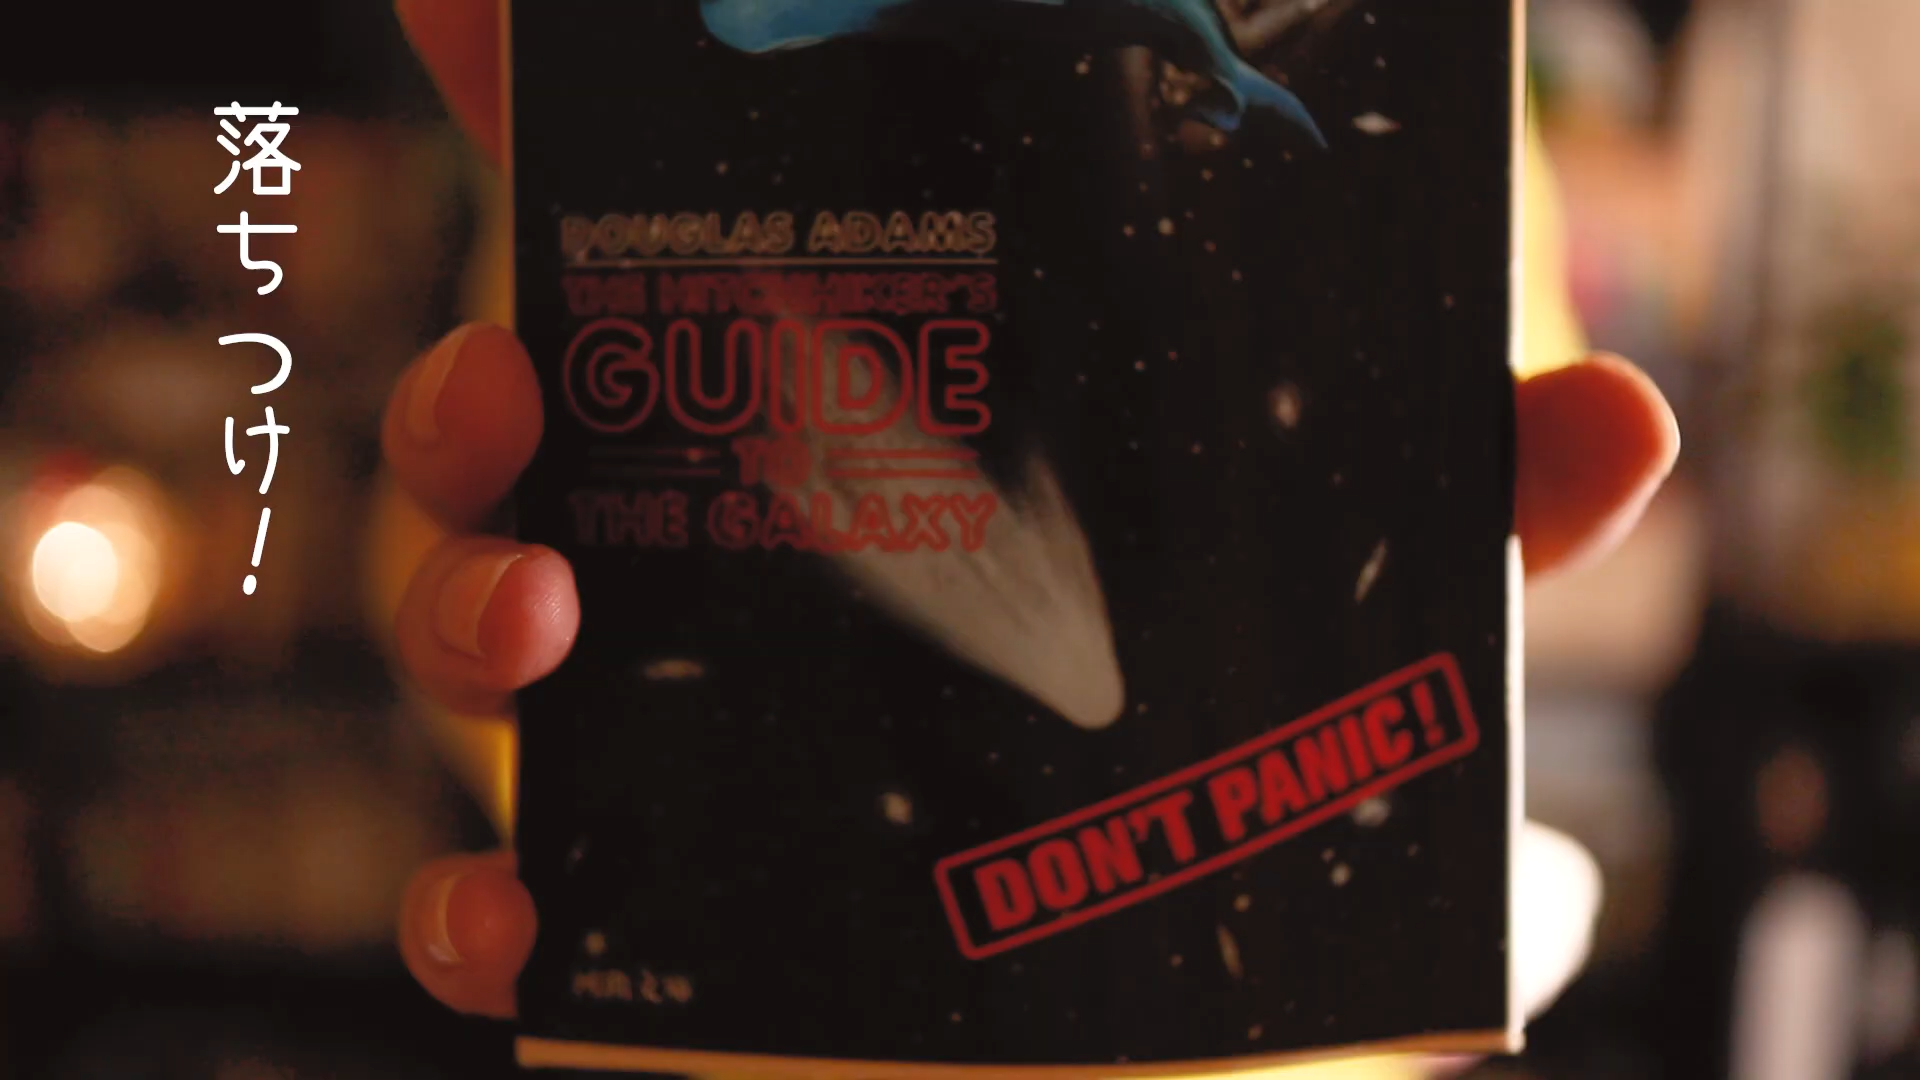 落ちつけ!
DOUGLAS ADAMS
THE HITCHHIKER'S
GUIDE
TO
THE GALAXY
DON'T PANIC!